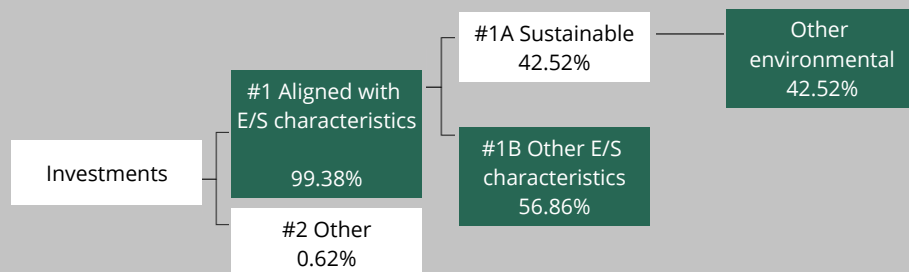 Investments
#1 Aligned with
E/S characteristics
99.38%
#2 Other
0.62%
#1A Sustainable
42.52%
#1B Other E/S
characteristics
56.86%
Other
environmental
42.52%